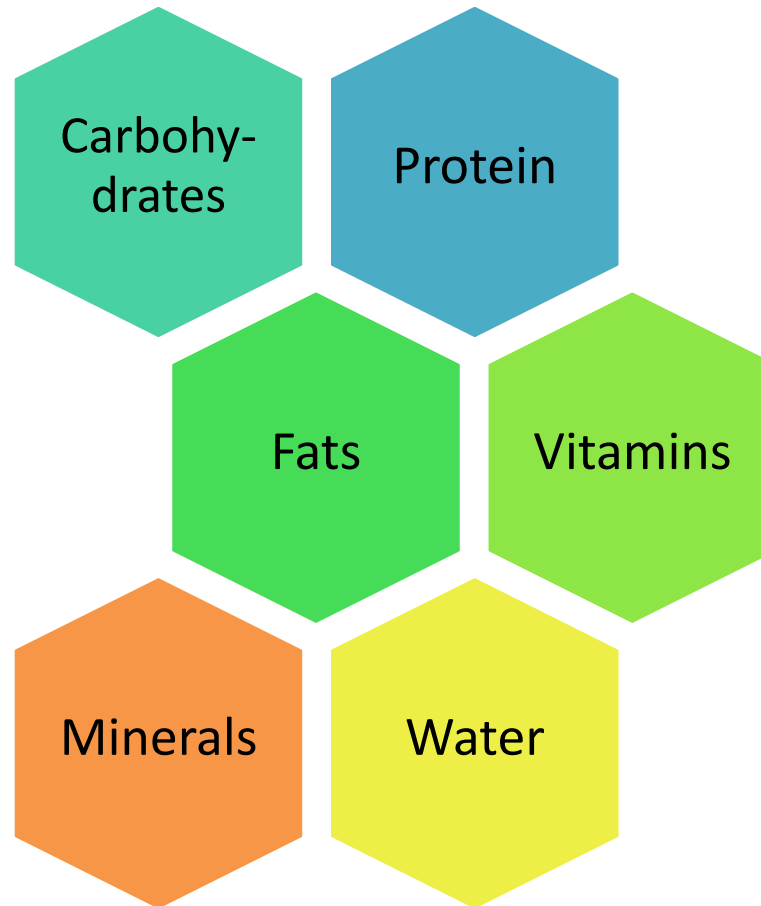 Carbohy-
drates
Protein
Fats
Vitamins
Minerals
Water